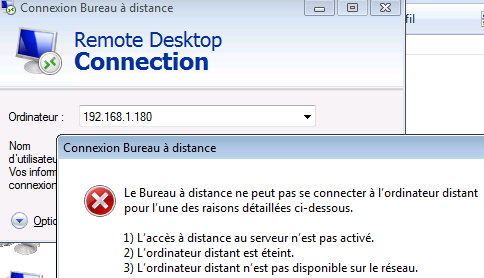 Connexion Bureau à distance
Remote Desktop
Connection
fil
Ordinateur :
192.168.1.180
Nom
d'utilisateu
Vos inform
connexion
Optio
Connexion Bureau à distance
Le Bureau à distance ne peut pas se connecter à l'ordinateur distant
pour l'une des raisons détaillées ci-dessous.
1) L'accès à distance au serveur n'est pas activé.
2) L'ordinateur distant est éteint.
3) L'ordinateur distant n'est pas disponible sur le réseau.